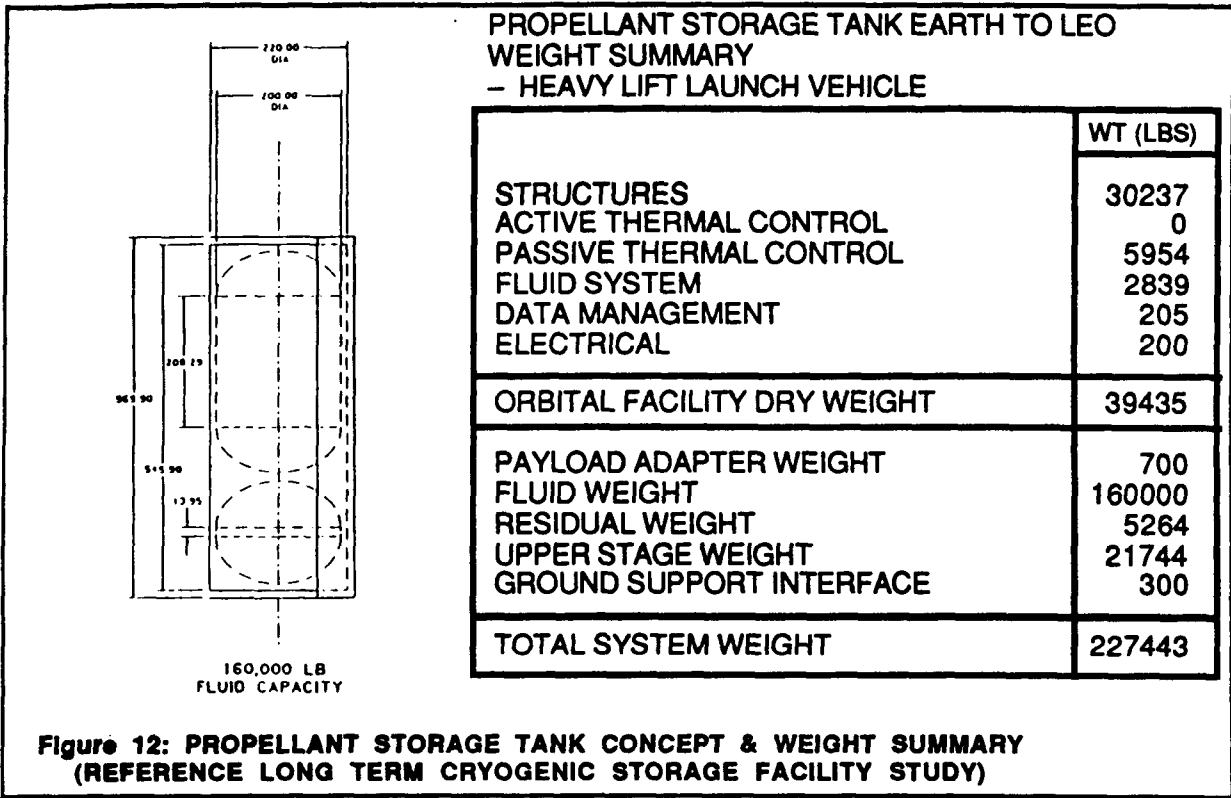 220.00
DIA
200.00
DIA
208.29
13.95
160,000 LB
FLUID CAPACITY
PROPELLANT STORAGE TANK EARTH TO LEO
WEIGHT SUMMARY
– HEAVY LIFT LAUNCH VEHICLE
WT (LBS)
STRUCTURES 30237
ACTIVE THERMAL CONTROL 0
PASSIVE THERMAL CONTROL 5954
FLUID SYSTEM 2839
DATA MANAGEMENT 205
ELECTRICAL 200
ORBITAL FACILITY DRY WEIGHT 39435
PAYLOAD ADAPTER WEIGHT 700
FLUID WEIGHT 160000
RESIDUAL WEIGHT 5264
UPPER STAGE WEIGHT 21744
GROUND SUPPORT INTERFACE 300
TOTAL SYSTEM WEIGHT 227443
Figure 12: PROPELLANT STORAGE TANK CONCEPT & WEIGHT SUMMARY
(REFERENCE LONG TERM CRYOGENIC STORAGE FACILITY STUDY)